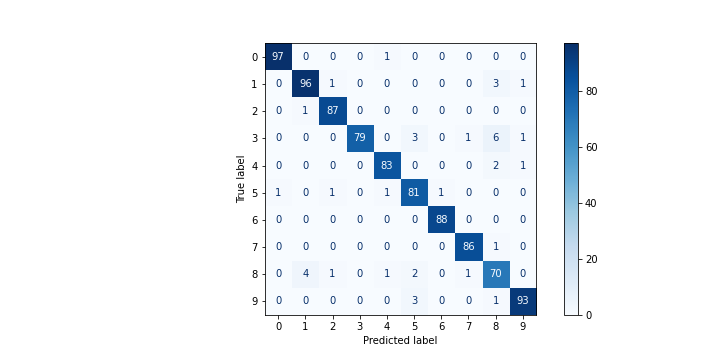 0 97 0 0 0 1 0 0 0 0 0
1 0 96 1 0 0 0 0 0 3 1
2 0 1 87 0 0 0 0 0 0 0
3 0 0 0 79 0 3 0 1 6 1
4 0 0 0 0 83 0 0 0 2 1
5 1 0 1 0 1 81 1 0 0 0
6 0 0 0 0 0 0 88 0 0 0
7 0 0 0 0 0 0 0 86 1 0
8 0 4 1 0 1 2 0 1 70 0
9 0 0 0 0 0 3 0 0 1 93
0 1 2 3 4 5 6 7 8 9
Predicted label
True label
80
60
40
20
0